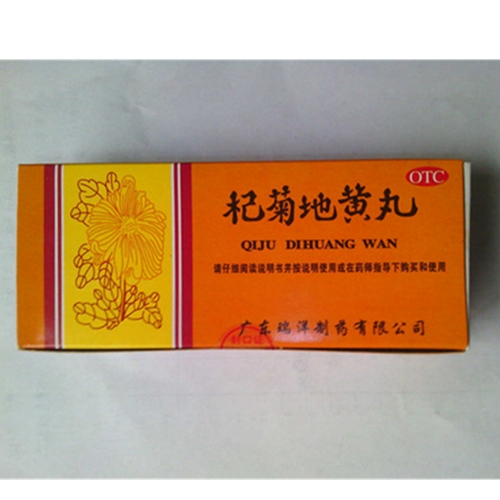 OTC
杞菊地黄丸
QIJU DIHUANG WAN
请仔细阅读说明书并按说明使用或在药师指导下购买和使用
广东瑞洋制药有限公司